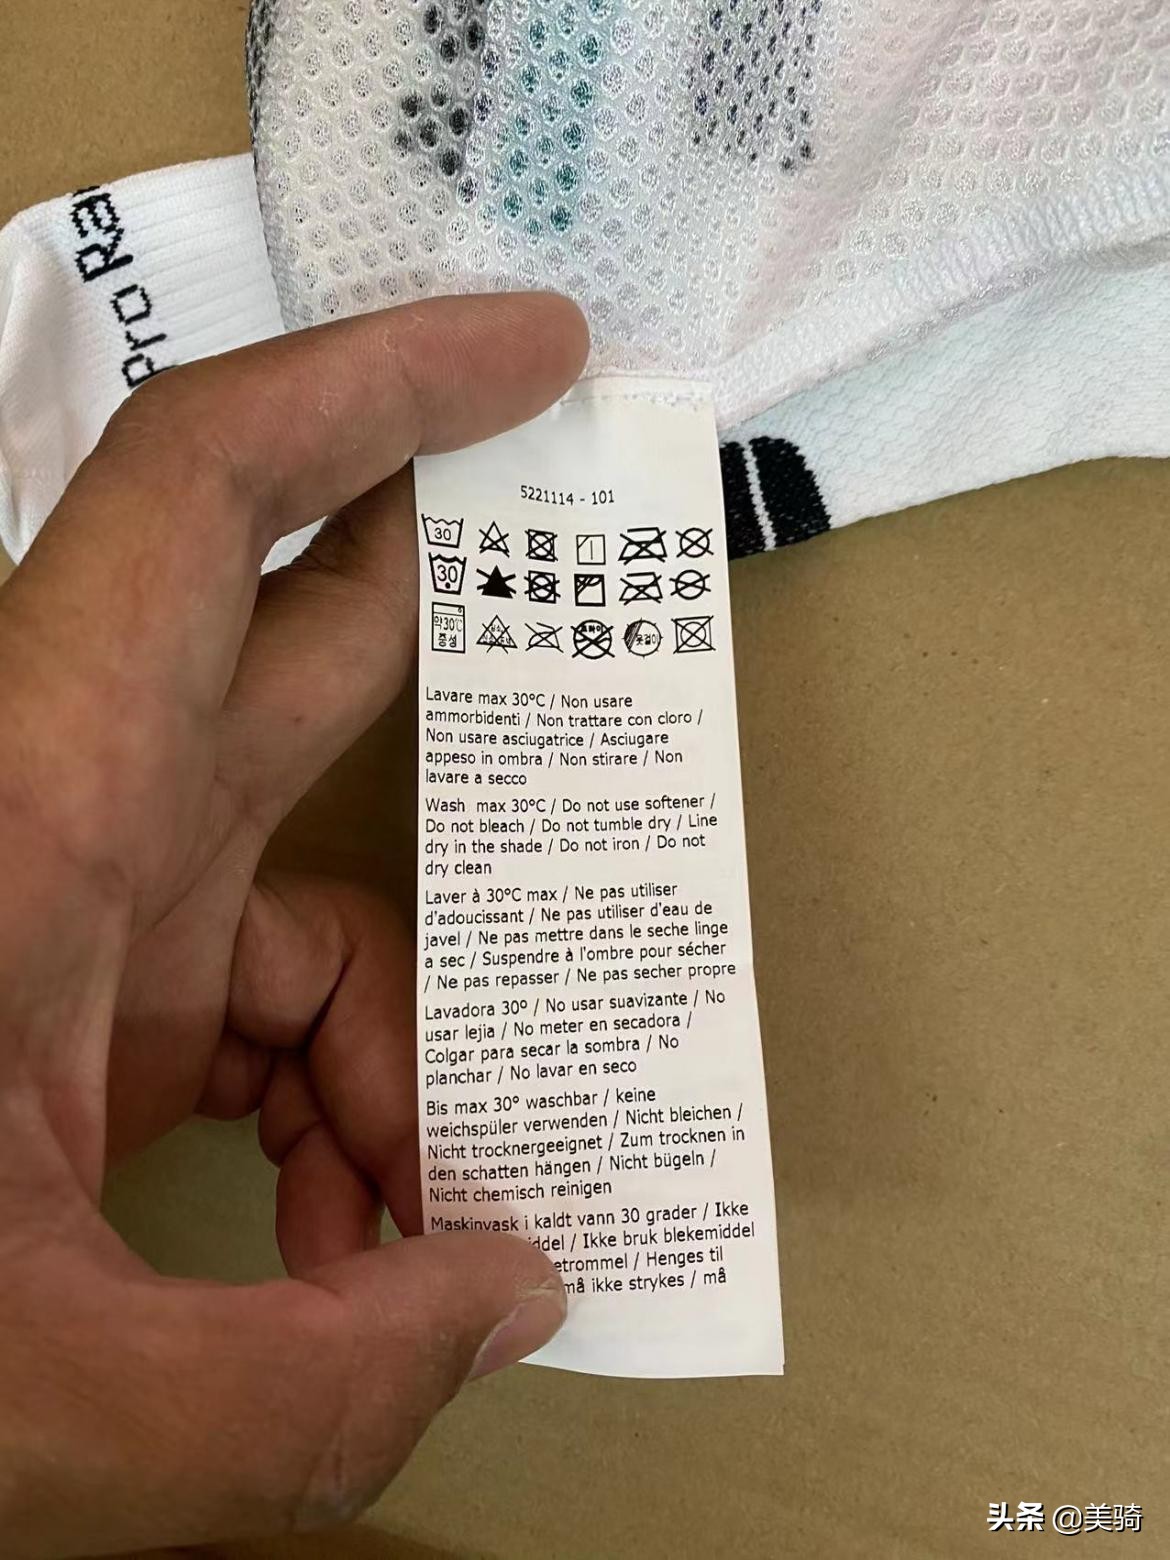 Pro
5221114 - 101
30
30
약30℃
중성
옷걸이
Lavare max 30°C / Non usare
ammorbidenti / Non trattare con cloro /
Non usare asciugatrice / Asciugare
appeso in ombra / Non stirare / Non
lavare a secco
Wash max 30°C / Do not use softener /
Do not bleach / Do not tumble dry / Line
dry in the shade / Do not iron / Do not
dry clean
Laver à 30°C max / Ne pas utiliser
d'adoucissant / Ne pas utiliser d'eau de
javel / Ne pas mettre dans le seche linge
a sec / Suspendre à l'ombre pour sécher
/ Ne pas repasser / Ne pas secher propre
Lavadora 30º / No usar suavizante / No
usar lejia / No meter en secadora /
Colgar para secar la sombra / No
planchar / No lavar en seco
Bis max 30° waschbar / keine
weichspüler verwenden / Nicht bleichen /
Nicht trocknergeeignet / Zum trocknen in
den schatten hängen / Nicht bügeln /
Nicht chemisch reinigen
Maskinvask i kaldt vann 30 grader / Ikke
iddel / Ikke bruk blekemiddel
etrommel / Henges til
må ikke strykes / må
头条 @美骑